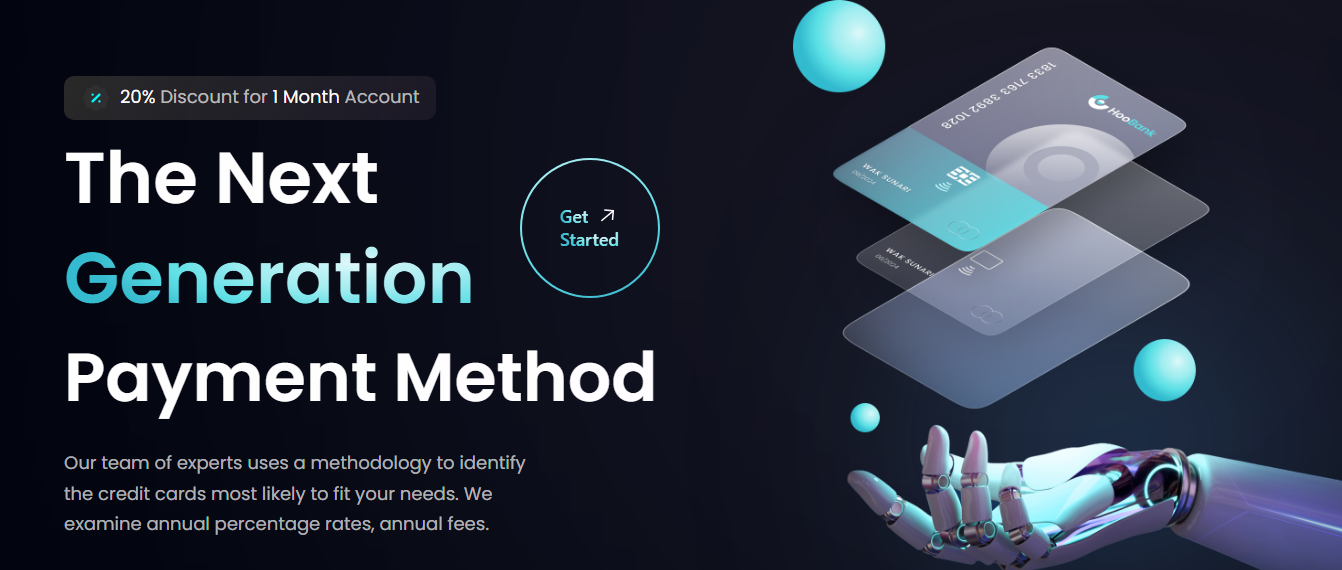 20% Discount for 1 Month Account
The Next
Generation
Payment Method
Get
Started
Our team of experts uses a methodology to identify
the credit cards most likely to fit your needs. We
examine annual percentage rates, annual fees.
1833 7163 3892 1028
HooBank
WAK SUNARI
06/2024
WAK SUNARI
06/2024